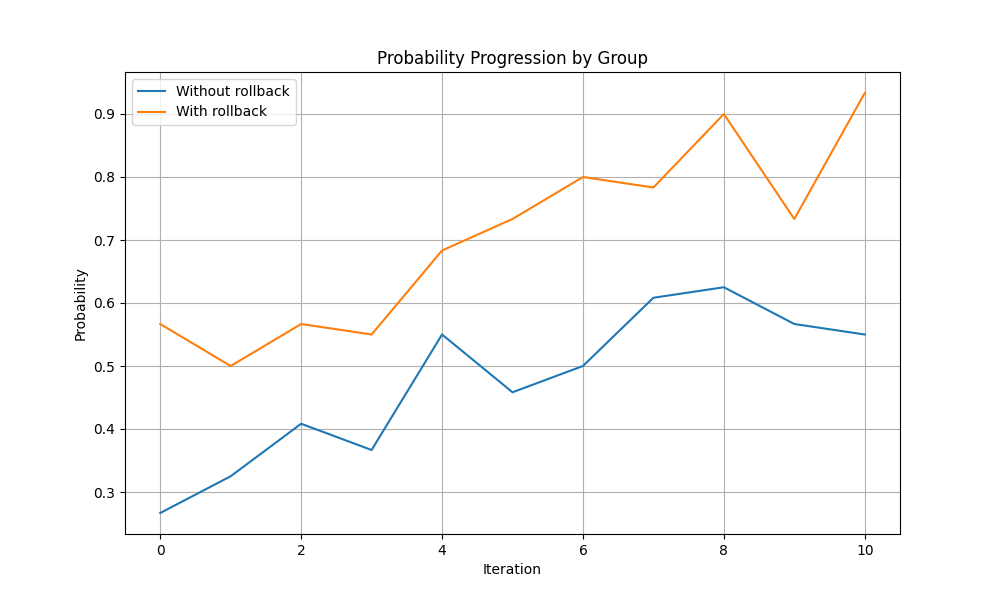 Probability Progression by Group
Without rollback
With rollback
0.9
0.8
0.7
0.6
0.5
0.4
0.3
Probability
0 2 4 6 8 10
Iteration